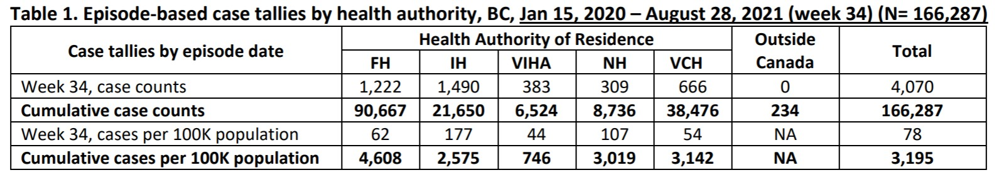 Table 1. Episode-based case tallies by health authority, BC, Jan 15, 2020 – August 28, 2021 (week 34) (N= 166,287)
Case tallies by episode date Health Authority of Residence Outside Canada Total
FH IH VIHA NH VCH
Week 34, case counts 1,222 1,490 383 309 666 0 4,070
Cumulative case counts 90,667 21,650 6,524 8,736 38,476 234 166,287
Week 34, cases per 100K population 62 177 44 107 54 NA 78
Cumulative cases per 100K population 4,608 2,575 746 3,019 3,142 NA 3,195